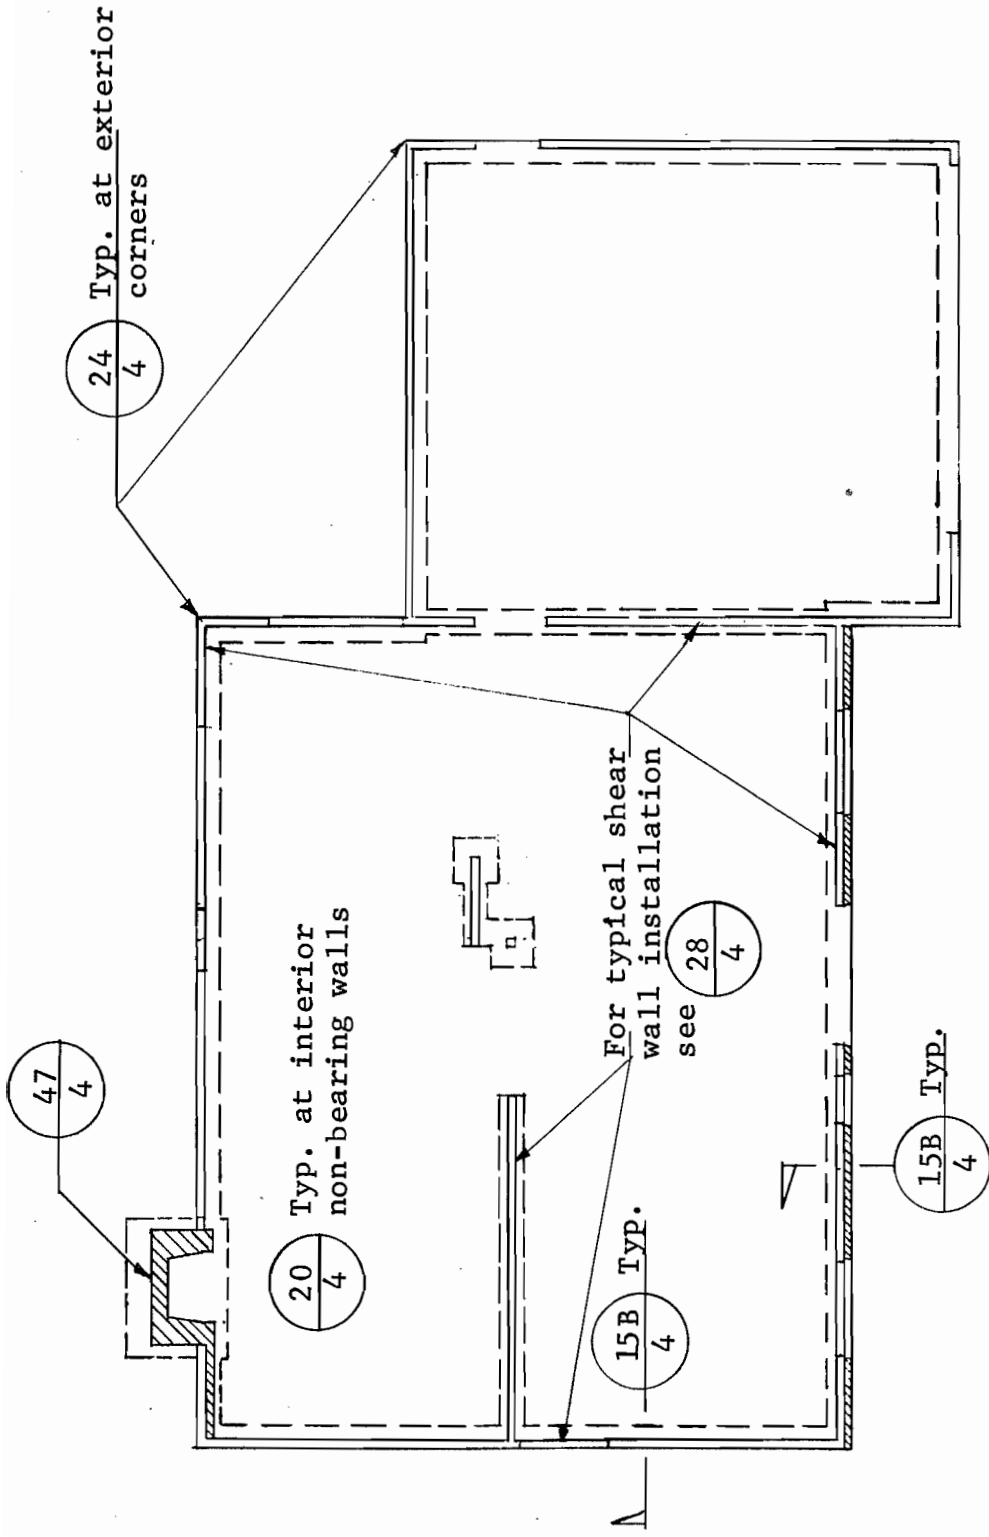 47
4
24
4
Typ. at exterior
corners
20
4
Typ. at interior
non-bearing walls
n
For typical shear
wall installation
see
28
4
15B
4
Typ.
15B
4
Typ.